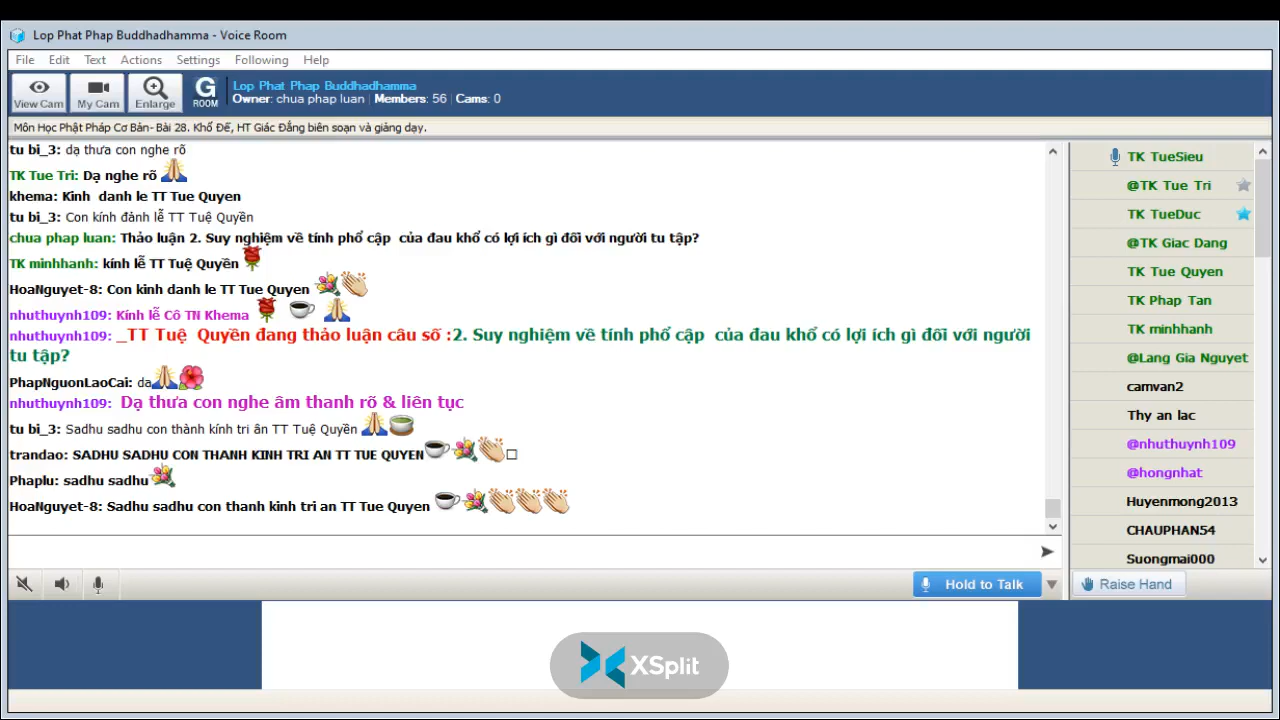 Lop Phat Phap Buddhadhamma - Voice Room
File Edit Text Actions Settings Following Help
View Cam My Cam Enlarge G ROOM
Lop Phat Phap Buddhadhamma
Owner: chua phap luan | Members: 56 | Cams: 0
Môn Học Phật Pháp Cơ Bản- Bài 28. Khổ Đế, HT Giác Đẳng biên soạn và giảng dạy.
tu bi_3: dạ thưa con nghe rõ
TK Tue Tri: Dạ nghe rõ
khema: Kinh danh le TT Tue Quyen
tu bi_3: Con kính đảnh lễ TT Tuệ Quyền
chua phap luan: Thảo luận 2. Suy nghiệm về tính phổ cập của đau khổ có lợi ích gì đối với người tu tập?
TK minhhanh: kính lễ TT Tuệ Quyền
HoaNguyet-8: Con kinh danh le TT Tue Quyen
nhuthuynh109: Kính lễ Cô TN Khema
nhuthuynh109: _TT Tuệ Quyền đang thảo luận câu số :2. Suy nghiệm về tính phổ cập của đau khổ có lợi ích gì đối với người
tu tập?
PhapNguonLaoCai: da
nhuthuynh109: Dạ thưa con nghe âm thanh rõ & liên tục
tu bi_3: Sadhu sadhu con thành kính tri ân TT Tuệ Quyền
trandao: SADHU SADHU CON THANH KINH TRI AN TT TUE QUYEN
Phaplu: sadhu sadhu
HoaNguyet-8: Sadhu sadhu con thanh kinh tri an TT Tue Quyen
Hold to Talk
TK TueSieu
@TK Tue Tri
TK TueDuc
@TK Giac Dang
TK Tue Quyen
TK Phap Tan
TK minhhanh
@Lang Gia Nguyet
camvan2
Thy an lac
@nhuthuynh109
@hongnhat
Huyenmong2013
CHAUPHAN54
Suongmai000
Raise Hand
XSplit